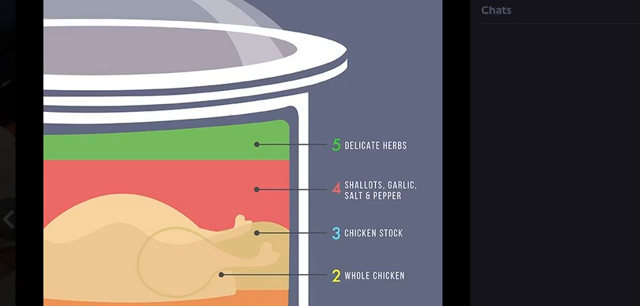 Chats
5 DELICATE HERBS
4 SHALLOTS, GARLIC,
SALT & PEPPER
3 CHICKEN STOCK
2 WHOLE CHICKEN